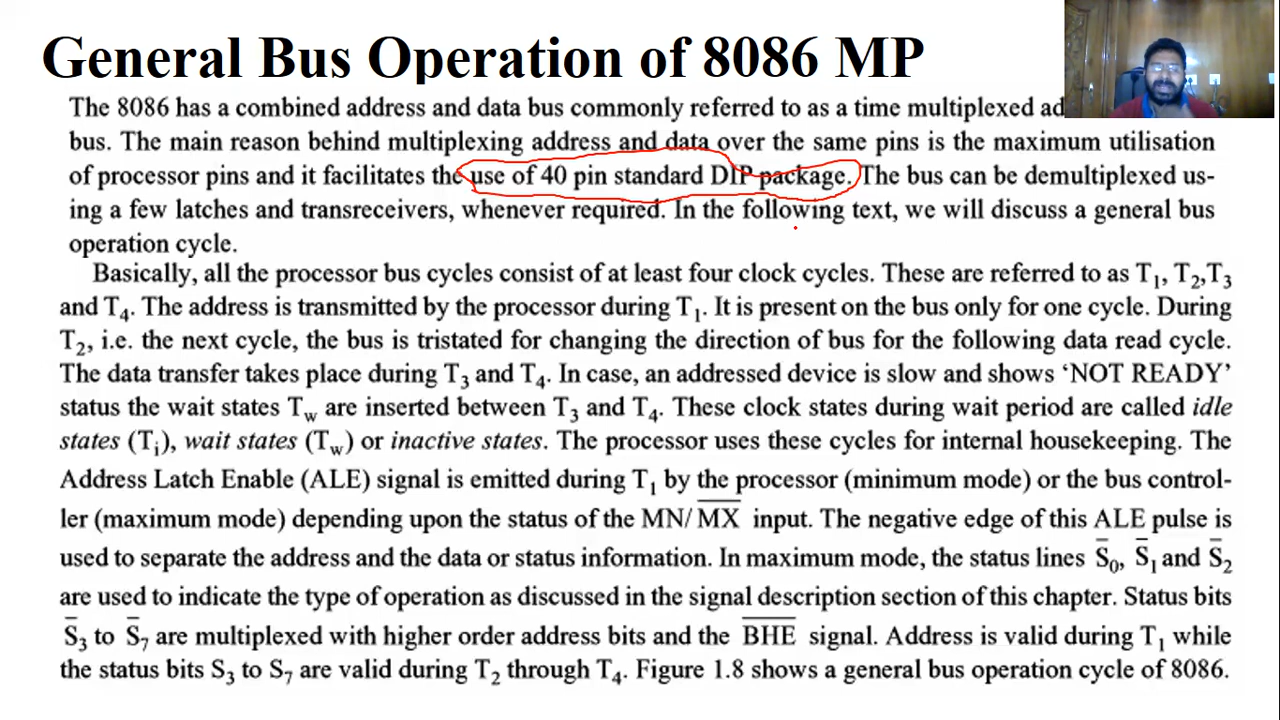 General Bus Operation of 8086 MP
The 8086 has a combined address and data bus commonly referred to as a time multiplexed ad
bus. The main reason behind multiplexing address and data over the same pins is the maximum utilisation
of processor pins and it facilitates the use of 40 pin standard DIP package. The bus can be demultiplexed us-
ing a few latches and transreceivers, whenever required. In the following text, we will discuss a general bus
operation cycle.
Basically, all the processor bus cycles consist of at least four clock cycles. These are referred to as T₁, T₂,T₃
and T₄. The address is transmitted by the processor during T₁. It is present on the bus only for one cycle. During
T₂, i.e. the next cycle, the bus is tristated for changing the direction of bus for the following data read cycle.
The data transfer takes place during T₃ and T₄. In case, an addressed device is slow and shows ‘NOT READY’
status the wait states T_w are inserted between T₃ and T₄. These clock states during wait period are called idle
states (Tᵢ), wait states (T_w) or inactive states. The processor uses these cycles for internal housekeeping. The
Address Latch Enable (ALE) signal is emitted during T₁ by the processor (minimum mode) or the bus control-
ler (maximum mode) depending upon the status of the MN/ M̅X̅ input. The negative edge of this ALE pulse is
used to separate the address and the data or status information. In maximum mode, the status lines S̅₀, S̅₁ and S̅₂
are used to indicate the type of operation as discussed in the signal description section of this chapter. Status bits
S̅₃ to S̅₇ are multiplexed with higher order address bits and the B̅H̅E̅ signal. Address is valid during T₁ while
the status bits S₃ to S₇ are valid during T₂ through T₄. Figure 1.8 shows a general bus operation cycle of 8086.